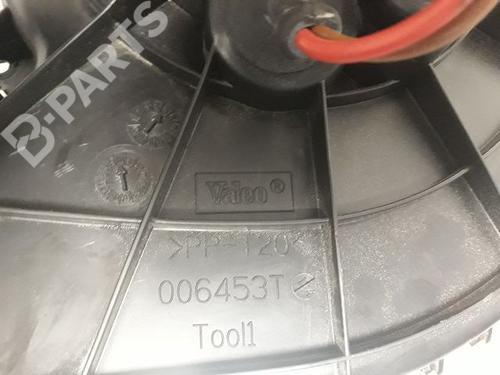 B-PARTS
Valeo®
>PP-T20<
006453T
Tool1